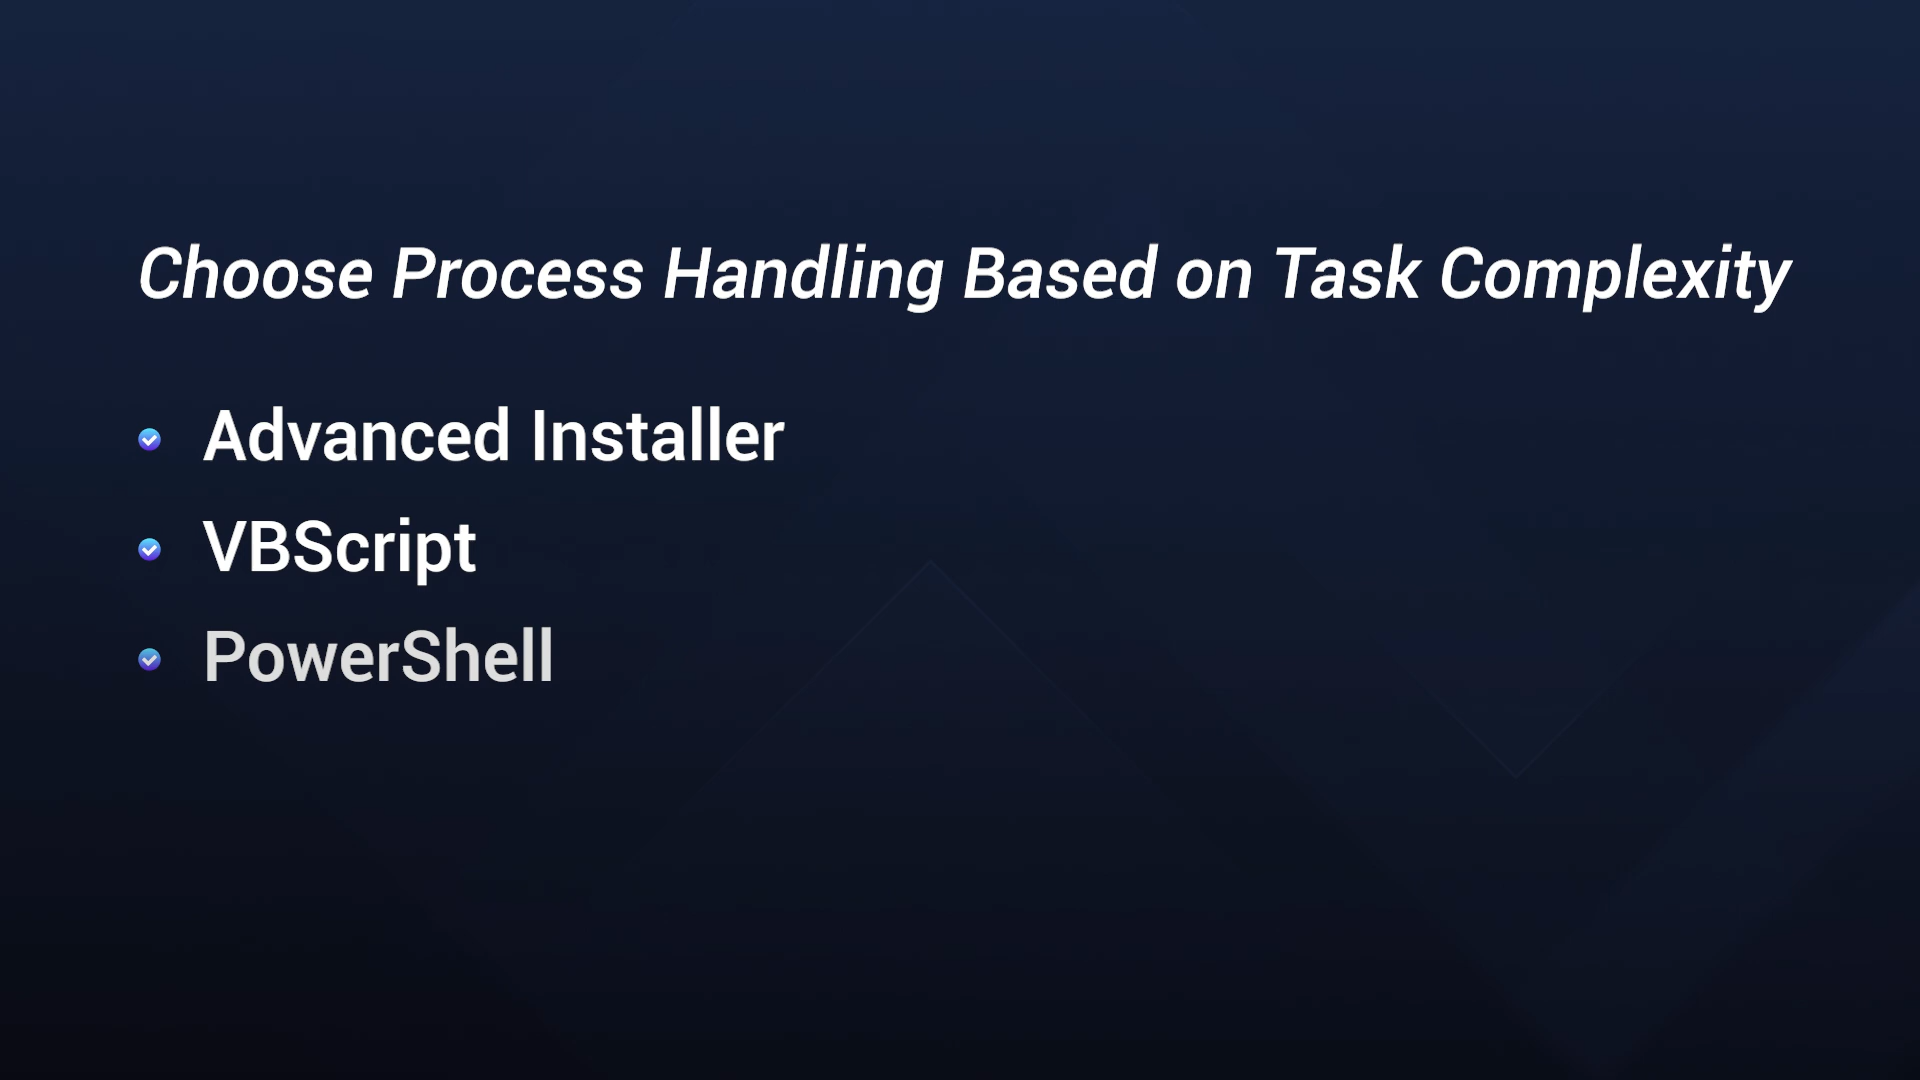 Choose Process Handling Based on Task Complexity
Advanced Installer
VBScript
PowerShell